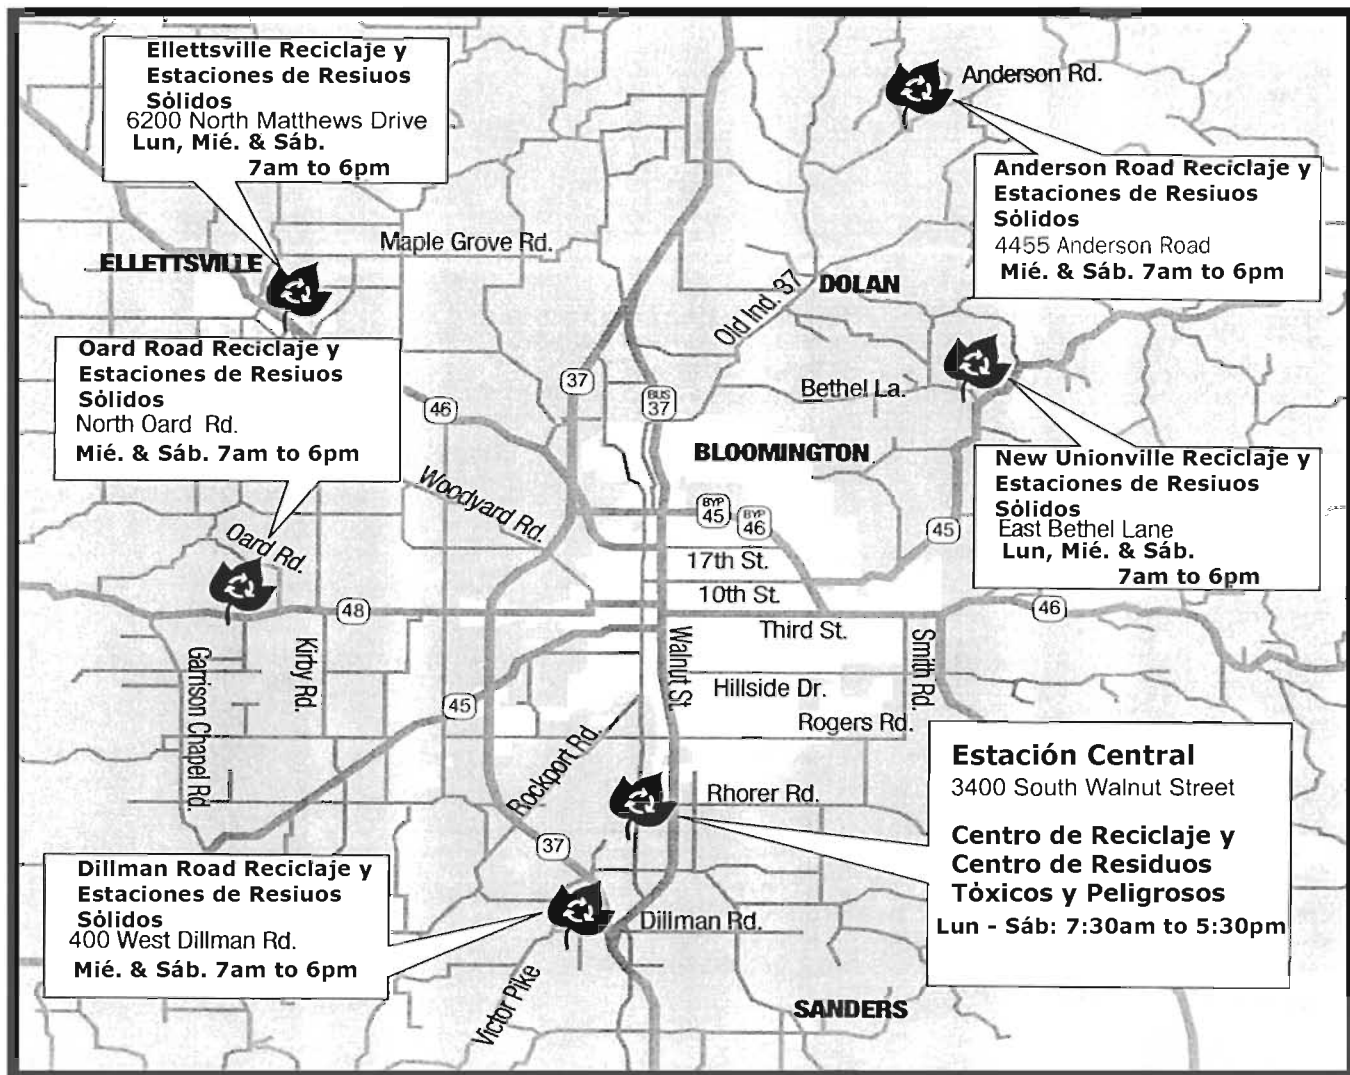 Ellettsville Reciclaje y
Estaciones de Resiuos
Sólidos
6200 North Matthews Drive
Lun, Mié. & Sáb.
7am to 6pm
Anderson Rd.
Anderson Road Reciclaje y
Estaciones de Resiuos
Sólidos
4455 Anderson Road
Mié. & Sáb. 7am to 6pm
Maple Grove Rd.
ELLETTSVILLE
DOLAN
Old Ind. 37
Oard Road Reciclaje y
Estaciones de Resiuos
Sólidos
North Oard Rd.
Mié. & Sáb. 7am to 6pm
37
BUS
37
46
Bethel La.
BLOOMINGTON
New Unionville Reciclaje y
Estaciones de Resiuos
Sólidos
East Bethel Lane
Lun, Mié. & Sáb.
7am to 6pm
Woodyard Rd.
BYP
45
BYP
46
45
Oard Rd.
17th St.
10th St.
48
46
Third St.
Garrison Chapel Rd.
Kirby Rd.
Walnut St.
Smith Rd.
Hillside Dr.
45
Rogers Rd.
Rockport Rd.
Rhorer Rd.
Estación Central
3400 South Walnut Street
Centro de Reciclaje y
Centro de Residuos
Tóxicos y Peligrosos
Lun - Sáb: 7:30am to 5:30pm
37
Dillman Road Reciclaje y
Estaciones de Resiuos
Sólidos
400 West Dillman Rd.
Mié. & Sáb. 7am to 6pm
Dillman Rd.
Victor Pike
SANDERS